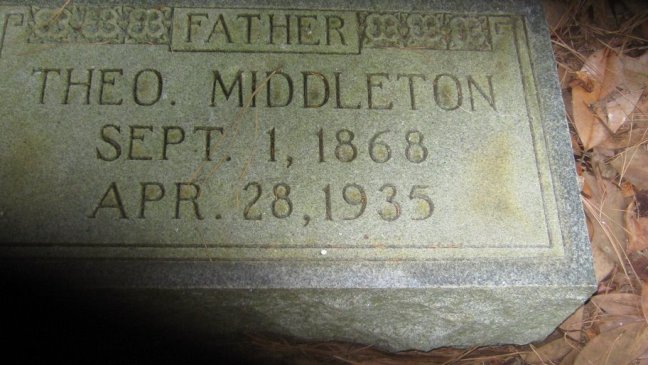 FATHER
THEO. MIDDLETON
SEPT. 1, 1868
APR. 28, 1935